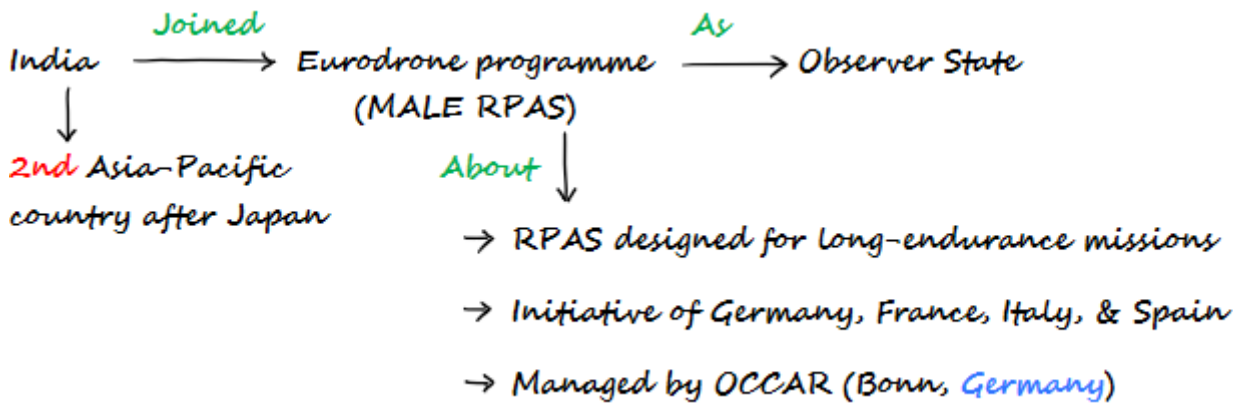 Joined As
India → Eurodrone programme → Observer State
(MALE RPAS)
2nd Asia-Pacific
country after Japan
About
→ RPAS designed for long-endurance missions
→ Initiative of Germany, France, Italy, & Spain
→ Managed by OCCAR (Bonn, Germany)